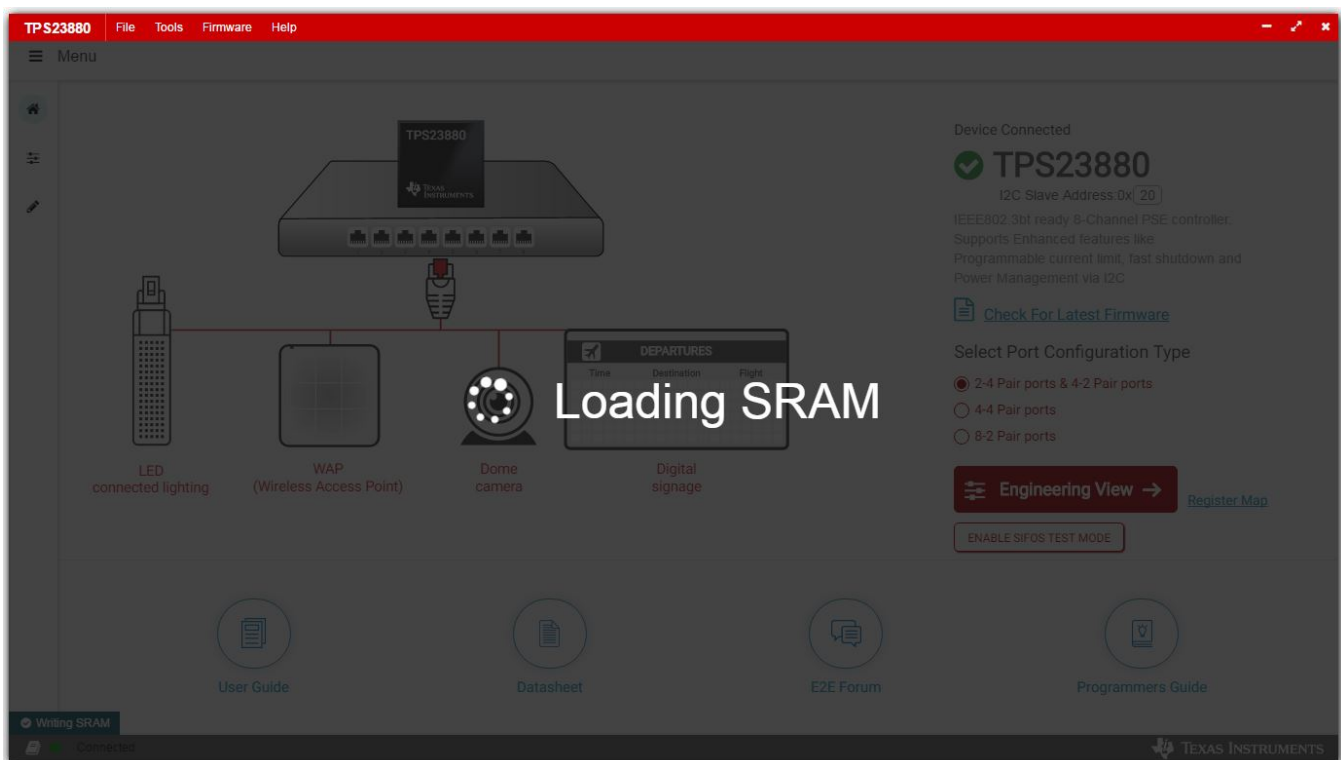 TPS23880 File Tools Firmware Help
Menu
TPS23880
TEXAS INSTRUMENTS
DEPARTURES
Time Destination Flight
Loading SRAM
LED
connected lighting
WAP
(Wireless Access Point)
Dome
camera
Digital
signage
Device Connected
TPS23880
I2C Slave Address:0x 20
IEEE802.3bt ready 8-Channel PSE controller.
Supports Enhanced features like
Programmable current limit, fast shutdown and
Power Management via I2C
Check For Latest Firmware
Select Port Configuration Type
2-4 Pair ports & 4-2 Pair ports
4-4 Pair ports
8-2 Pair ports
Engineering View
Register Map
ENABLE SIFOS TEST MODE
User Guide
Datasheet
E2E Forum
Programmers Guide
Writing SRAM
Connected
TEXAS INSTRUMENTS